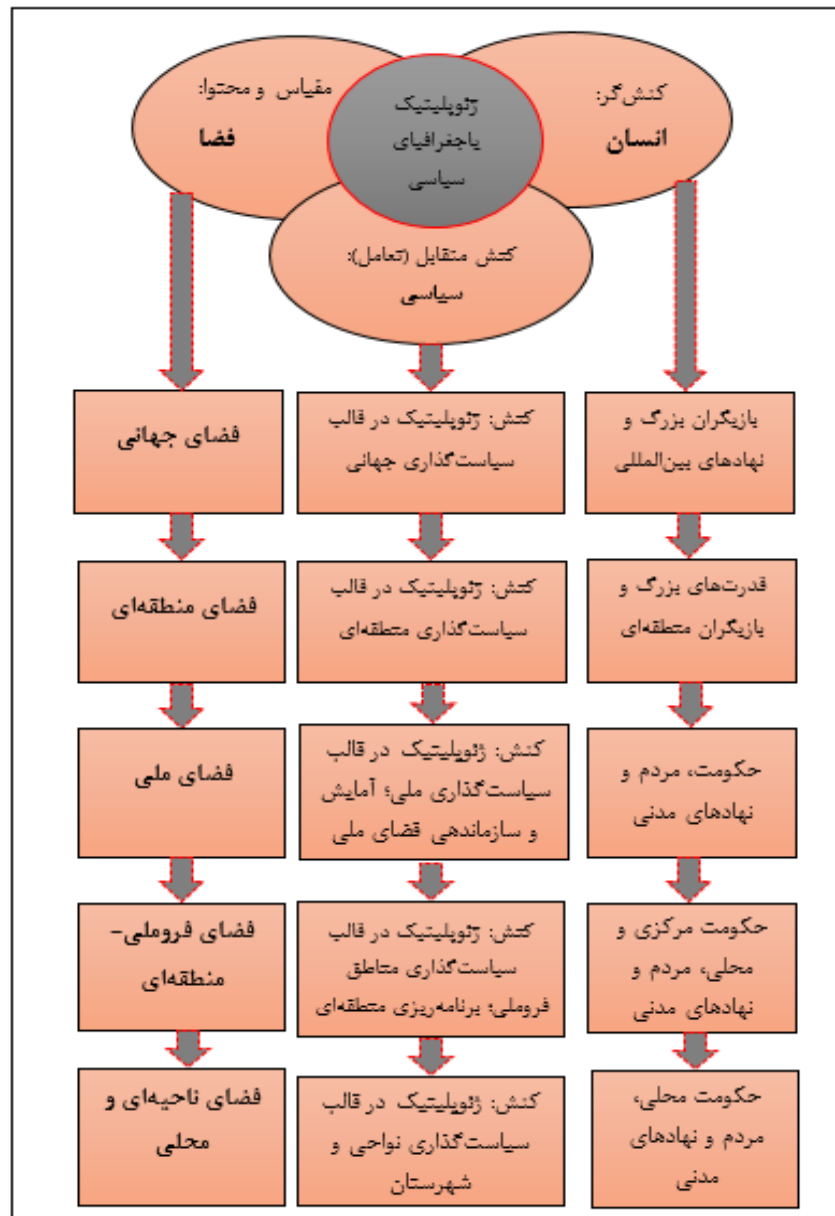 کنش‌گر:
انسان
ژئوپلیتیک
یاجغرافیای
سیاسی
مقیاس و محتوا:
فضا
کنش متقابل (تعامل):
سیاسی
بازیگران بزرگ و
نهادهای بین‌المللی
کنش: ژئوپلیتیک در قالب
سیاست‌گذاری جهانی
فضای جهانی
قدرت‌های بزرگ و
بازیگران منطقه‌ای
کنش: ژئوپلیتیک در قالب
سیاست‌گذاری منطقه‌ای
فضای منطقه‌ای
حکومت، مردم و
نهادهای مدنی
کنش: ژئوپلیتیک در قالب
سیاست‌گذاری ملی؛ آمایش
و سازماندهی فضای ملی
فضای ملی
حکومت مرکزی و
محلی، مردم و
نهادهای مدنی
کنش: ژئوپلیتیک در قالب
سیاست‌گذاری مناطق
فروملی؛ برنامه‌ریزی منطقه‌ای
فضای فروملی-
منطقه‌ای
حکومت محلی،
مردم و نهادهای
مدنی
کنش: ژئوپلیتیک در قالب
سیاست‌گذاری نواحی و
شهرستان
فضای ناحیه‌ای و
محلی